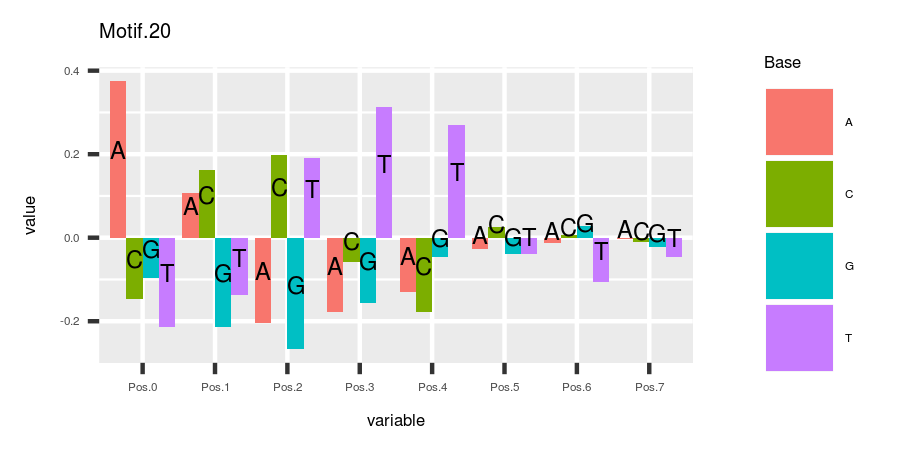 Motif.20
Base
0.4
0.2
0.0
-0.2
value
A C G T
A C G T
A C G T
A C G T
A C G T
A C G T
A C G T
A C G T
Pos.0 Pos.1 Pos.2 Pos.3 Pos.4 Pos.5 Pos.6 Pos.7
variable
A
C
G
T